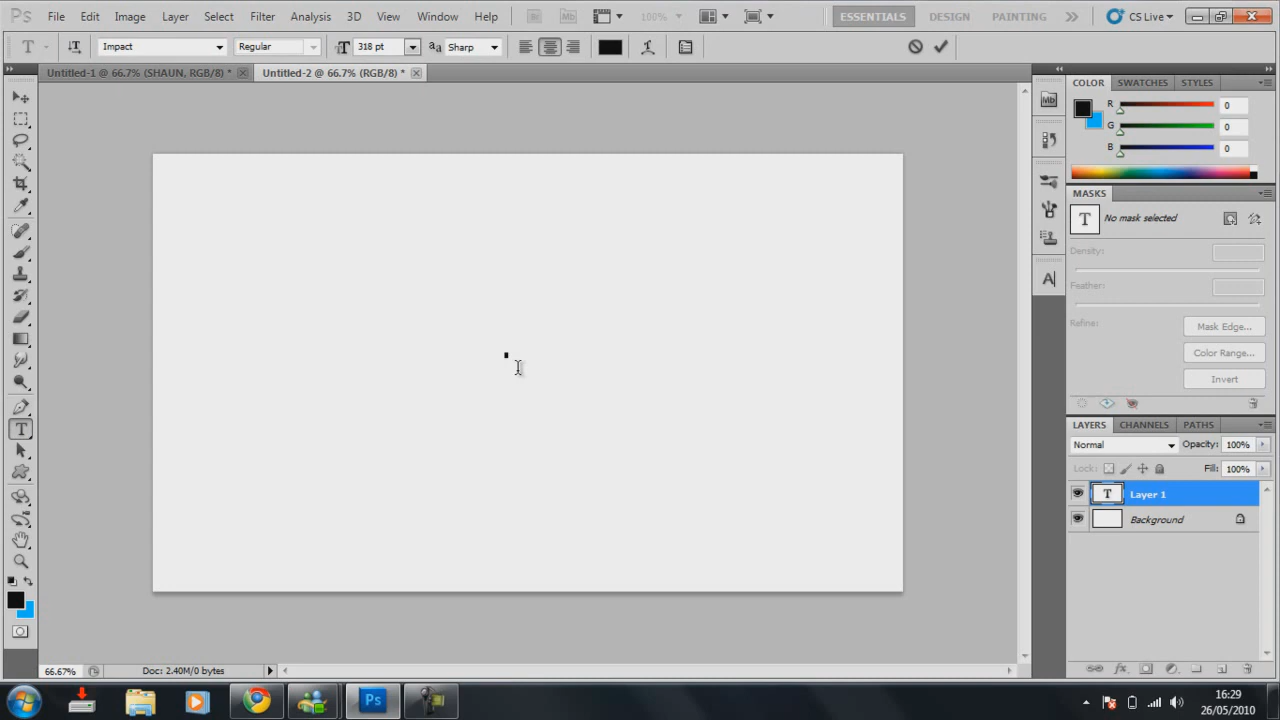 Ps File Edit Image Layer Select Filter Analysis 3D View Window Help Br Mb 100% ESSENTIALS DESIGN PAINTING CS Live
T Impact Regular 318 pt Sharp
Untitled-1 @ 66.7% (SHAUN, RGB/8) * Untitled-2 @ 66.7% (RGB/8) *
COLOR SWATCHES STYLES
R 0
G 0
B 0
Mb
A
MASKS
T No mask selected
Density:
Feather:
Refine: Mask Edge...
Color Range...
Invert
LAYERS CHANNELS PATHS
Normal Opacity: 100%
Lock: Fill: 100%
T Layer 1
Background
T
66.67% Doc: 2.40M/0 bytes
Ps 16:29
26/05/2010